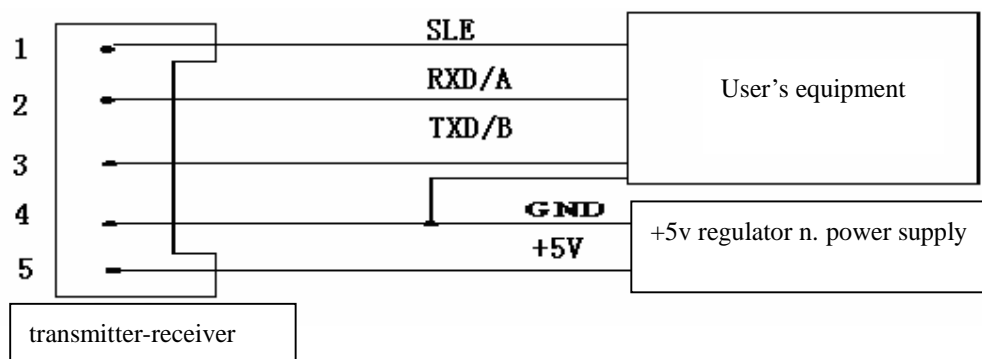 1
SLE
2
RXD/A
User's equipment
TXD/B
3
4
GND
+5v regulator n. power supply
5
+5V
transmitter-receiver